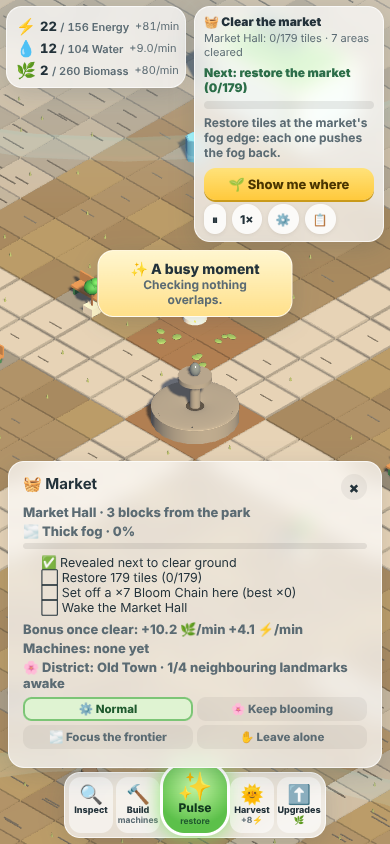 ⚡ 22 / 156 Energy +81/min
💧 12 / 104 Water +9.0/min
🌿 2 / 260 Biomass +80/min
🧺 Clear the market
Market Hall: 0/179 tiles · 7 areas
cleared
Next: restore the market
(0/179)
Restore tiles at the market's
fog edge: each one pushes
the fog back.
🌱 Show me where
⏸ 1× ⚙️ 📋
✨ A busy moment
Checking nothing
overlaps.
🧺 Market
✖
Market Hall · 3 blocks from the park
🌫️ Thick fog · 0%
✅ Revealed next to clear ground
⬜ Restore 179 tiles (0/179)
⬜ Set off a ×7 Bloom Chain here (best ×0)
⬜ Wake the Market Hall
Bonus once clear: +10.2 🌿/min +4.1 ⚡/min
Machines: none yet
🌸 District: Old Town · 1/4 neighbouring landmarks
awake
⚙️ Normal
🌸 Keep blooming
🌫️ Focus the frontier
✋ Leave alone
🔍 Inspect
🔨 Build
machines
✨ Pulse
restore
🌞 Harvest
+8⚡
⬆️ Upgrades
🌿